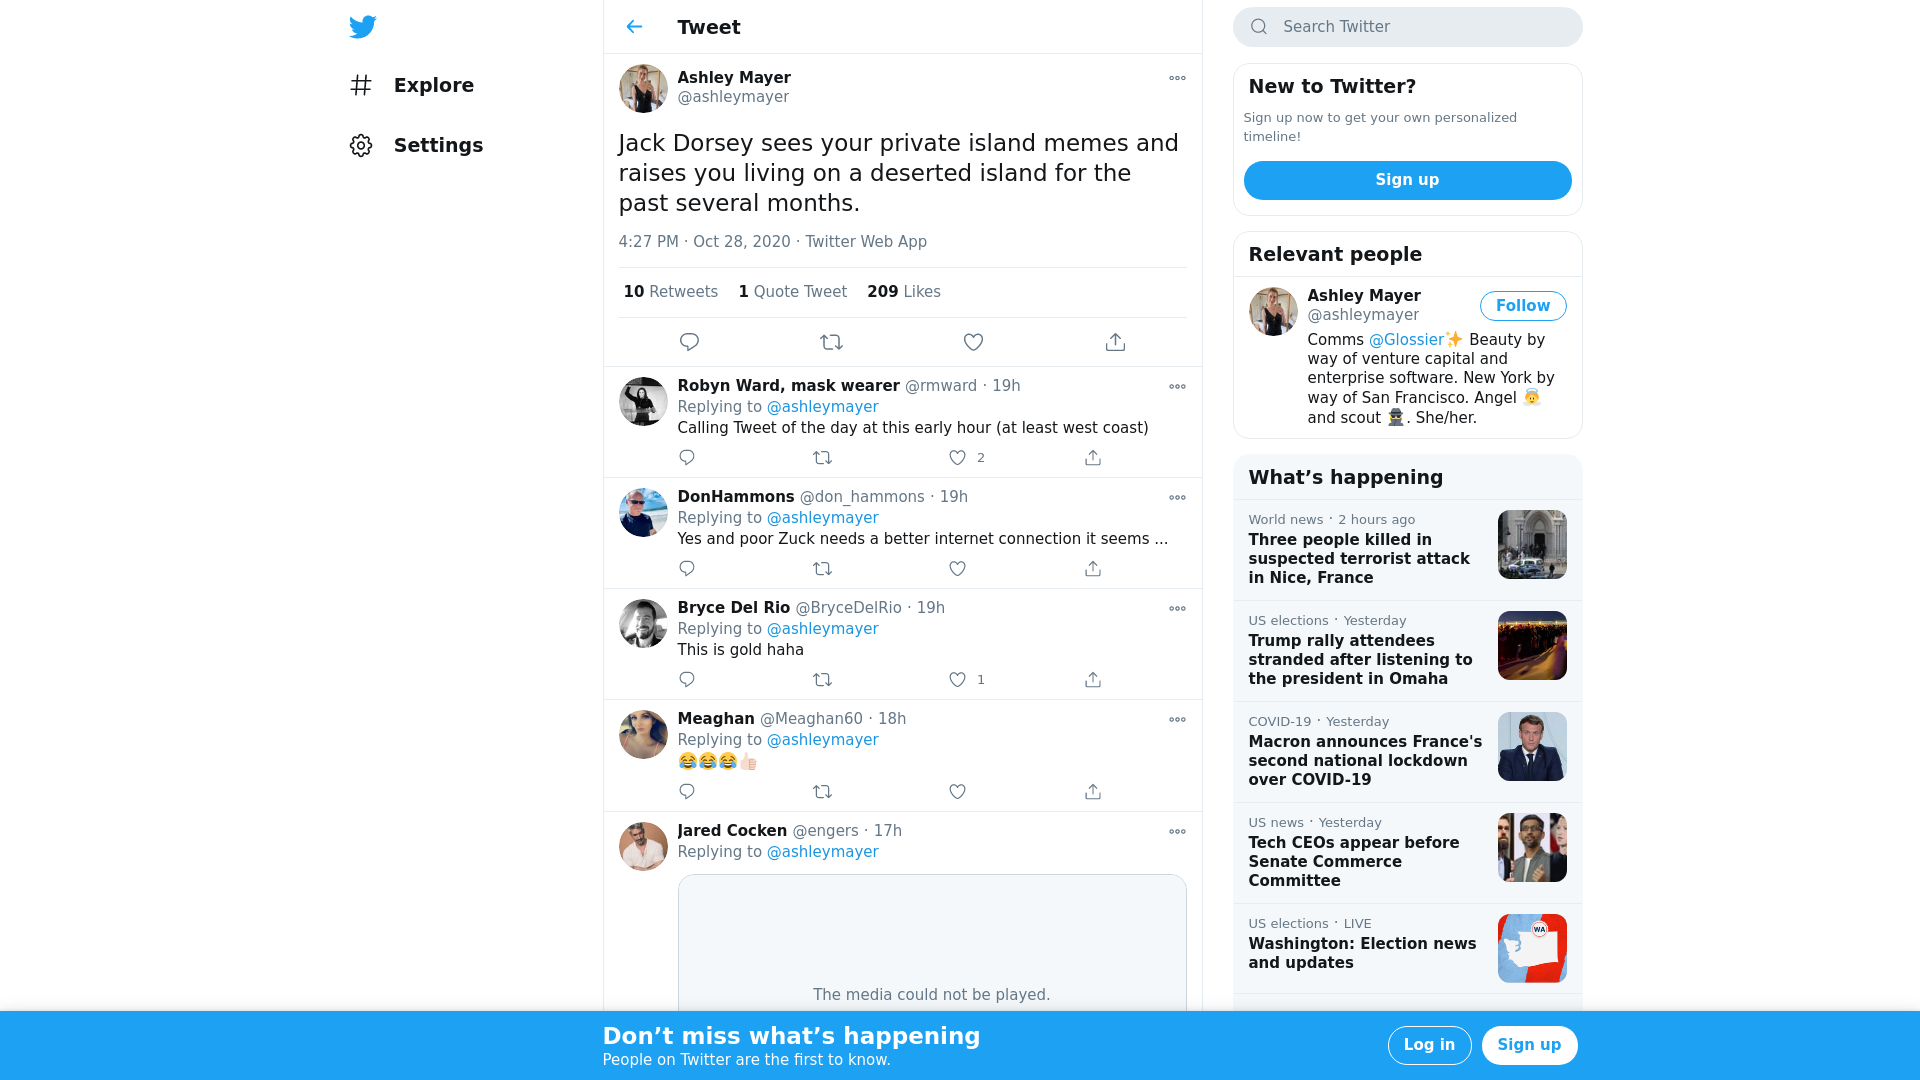 Explore
Settings
Tweet
Ashley Mayer
@ashleymayer
Jack Dorsey sees your private island memes and
raises you living on a deserted island for the
past several months.
4:27 PM · Oct 28, 2020 · Twitter Web App
10 Retweets 1 Quote Tweet 209 Likes
Robyn Ward, mask wearer @rmward · 19h
Replying to @ashleymayer
Calling Tweet of the day at this early hour (at least west coast)
2
DonHammons @don_hammons · 19h
Replying to @ashleymayer
Yes and poor Zuck needs a better internet connection it seems ...
Bryce Del Rio @BryceDelRio · 19h
Replying to @ashleymayer
This is gold haha
1
Meaghan @Meaghan60 · 18h
Replying to @ashleymayer
😂😂😂👍🏻
Jared Cocken @engers · 17h
Replying to @ashleymayer
The media could not be played.
Search Twitter
New to Twitter?
Sign up now to get your own personalized
timeline!
Sign up
Relevant people
Ashley Mayer
@ashleymayer
Follow
Comms @Glossier✨ Beauty by
way of venture capital and
enterprise software. New York by
way of San Francisco. Angel 👼🏼
and scout 🕵. She/her.
What’s happening
World news · 2 hours ago
Three people killed in
suspected terrorist attack
in Nice, France
US elections · Yesterday
Trump rally attendees
stranded after listening to
the president in Omaha
COVID-19 · Yesterday
Macron announces France's
second national lockdown
over COVID-19
US news · Yesterday
Tech CEOs appear before
Senate Commerce
Committee
US elections · LIVE
Washington: Election news
and updates
WA
Don’t miss what’s happening
People on Twitter are the first to know.
Log in
Sign up